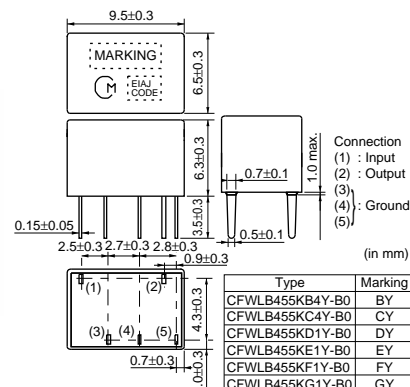 9.5±0.3
MARKING
M
EIAJ
CODE
6.5±0.3
6.3±0.3
1.0 max.
0.7±0.1
0.5±0.1
0.15±0.05
2.5±0.3
2.7±0.3
2.8±0.3
0.9±0.3
4.3±0.3
0.7±0.3
(1)
(2)
(3)
(4)
(5)
Connection
(1) : Input
(2) : Output
(3)
(4) : Ground
(5)
(in mm)
Type Marking
CFWLB455KB4Y-B0 BY
CFWLB455KC4Y-B0 CY
CFWLB455KD1Y-B0 DY
CFWLB455KE1Y-B0 EY
CFWLB455KF1Y-B0 FY
CFWLB455KG1Y-B0 GY